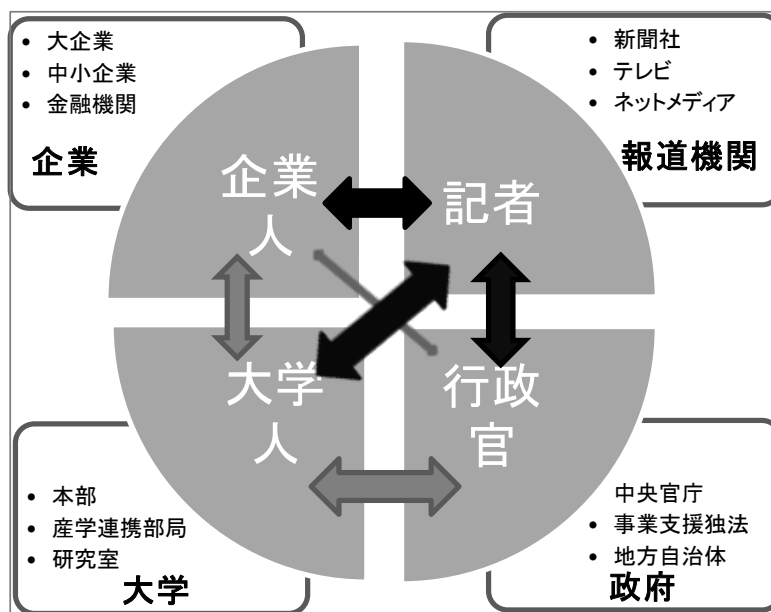 • 大企業
• 中小企業
• 金融機関
企業
• 新聞社
• テレビ
• ネットメディア
報道機関
企業
人
記者
大学
人
行政
官
• 本部
• 産学連携部局
• 研究室
大学
中央官庁
• 事業支援独法
• 地方自治体
政府